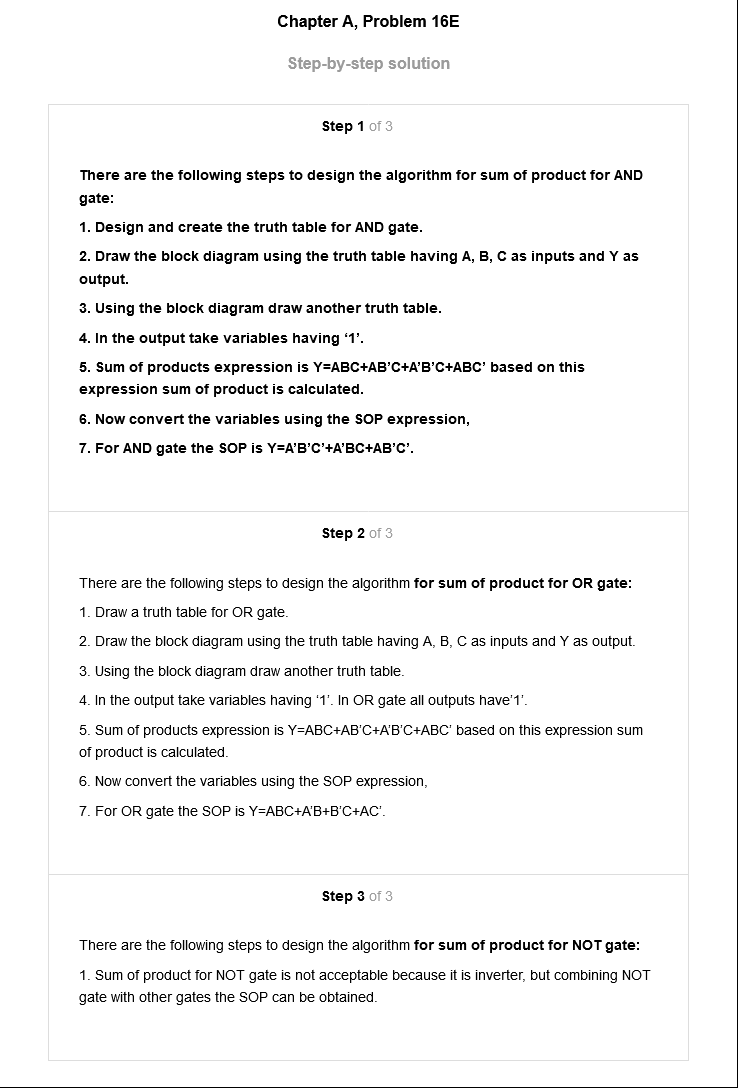 Chapter A, Problem 16E
Step-by-step solution
Step 1 of 3
There are the following steps to design the algorithm for sum of product for AND
gate:
1. Design and create the truth table for AND gate.
2. Draw the block diagram using the truth table having A, B, C as inputs and Y as
output.
3. Using the block diagram draw another truth table.
4. In the output take variables having ‘1’.
5. Sum of products expression is Y=ABC+AB’C+A’B’C+ABC’ based on this
expression sum of product is calculated.
6. Now convert the variables using the SOP expression,
7. For AND gate the SOP is Y=A’B’C’+A’BC+AB’C’.
Step 2 of 3
There are the following steps to design the algorithm for sum of product for OR gate:
1. Draw a truth table for OR gate.
2. Draw the block diagram using the truth table having A, B, C as inputs and Y as output.
3. Using the block diagram draw another truth table.
4. In the output take variables having ‘1’. In OR gate all outputs have’1’.
5. Sum of products expression is Y=ABC+AB’C+A’B’C+ABC’ based on this expression sum
of product is calculated.
6. Now convert the variables using the SOP expression,
7. For OR gate the SOP is Y=ABC+A’B+B’C+AC’.
Step 3 of 3
There are the following steps to design the algorithm for sum of product for NOT gate:
1. Sum of product for NOT gate is not acceptable because it is inverter, but combining NOT
gate with other gates the SOP can be obtained.